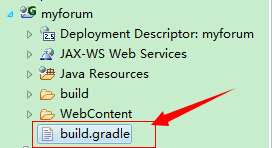 myforum
Deployment Descriptor: myforum
JAX-WS Web Services
Java Resources
build
WebContent
build.gradle